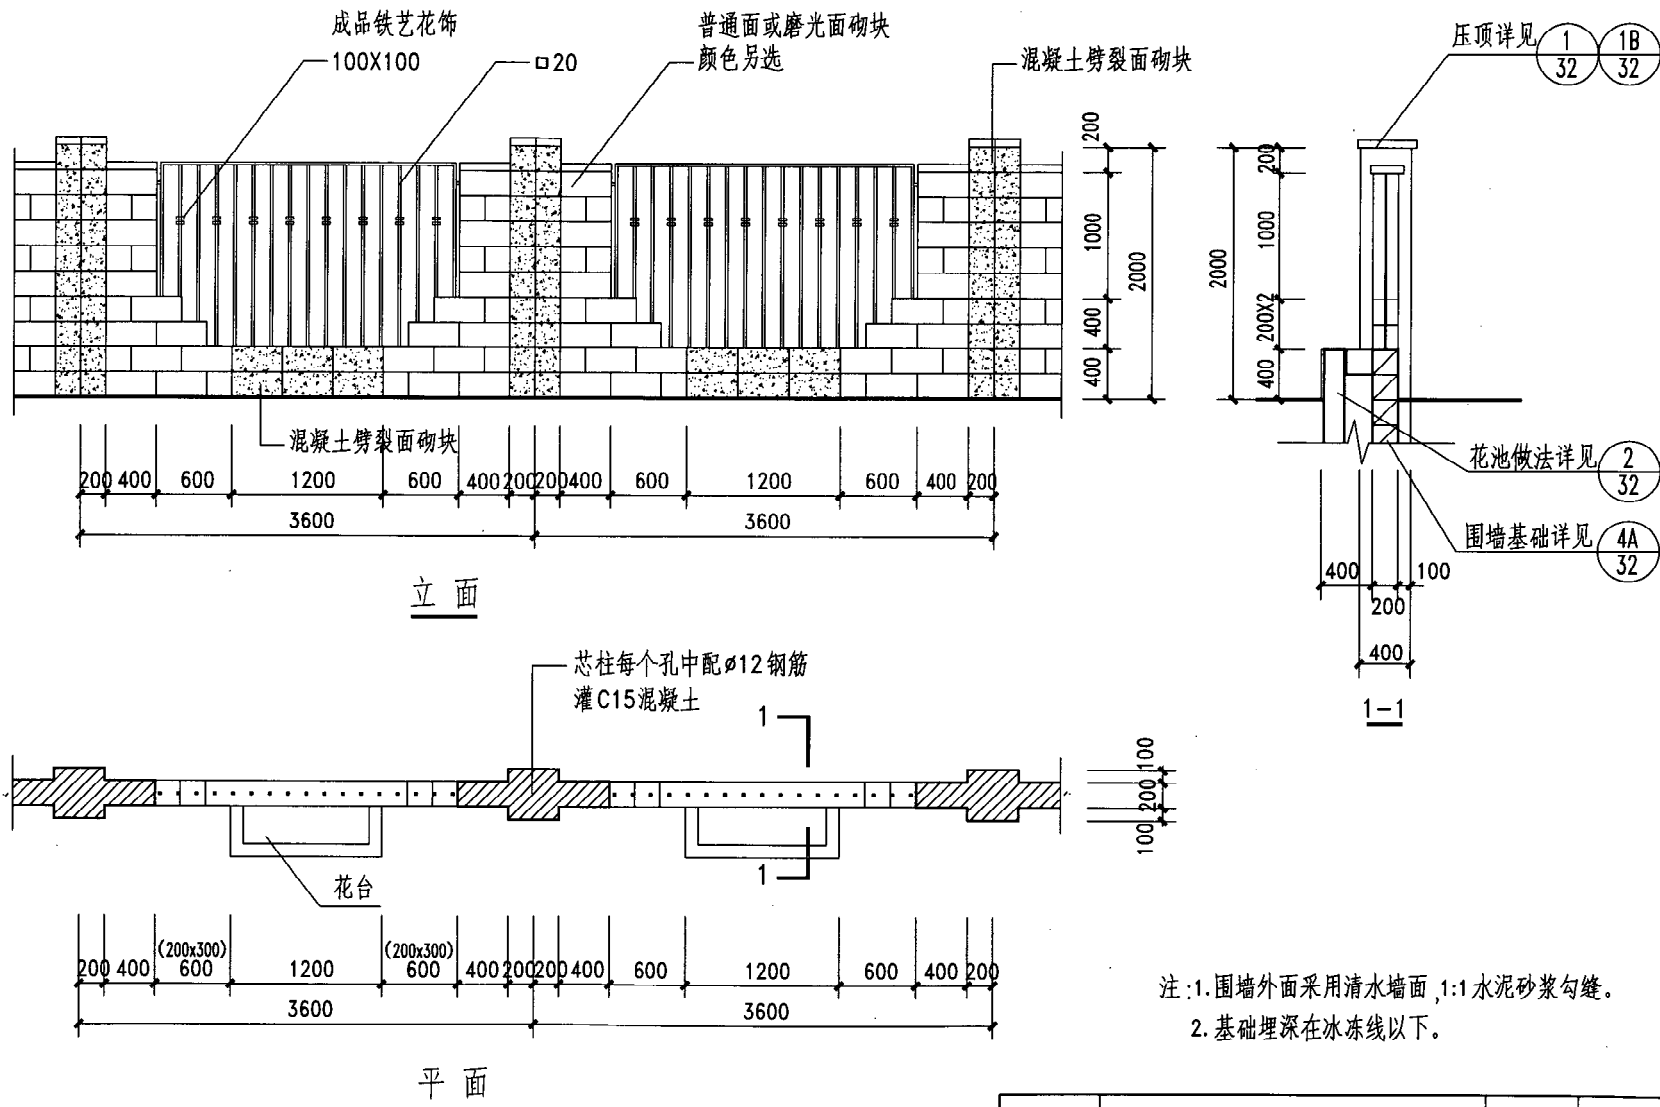 成品铁艺花饰
100X100
□20
普通面或磨光面砌块
颜色另选
混凝土劈裂面砌块
压顶详见 1/32 1B/32
200
1000
400
400
2000
2000
200
1000
200X2
400
混凝土劈裂面砌块
花池做法详见 2/32
围墙基础详见 4A/32
200 400 600 1200 600 400 200 200 400 600 1200 600 400 200
3600 3600
立面
400 200 100
400
1-1
芯柱每个孔中配ø12钢筋
灌C15混凝土
1
1
100
200
100
花台
(200x300) (200x300)
200 400 600 1200 600 400 200 200 400 600 1200 600 400 200
3600 3600
平面
注:1.围墙外面采用清水墙面,1:1水泥砂浆勾缝。
2.基础埋深在冰冻线以下。